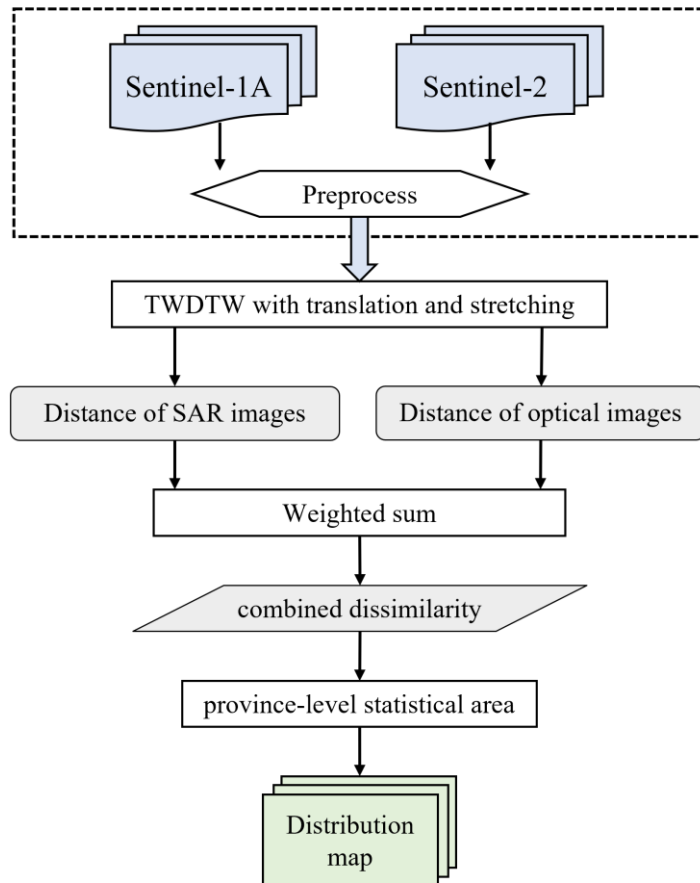 Sentinel-1A
Sentinel-2
Preprocess
TWDTW with translation and stretching
Distance of SAR images
Distance of optical images
Weighted sum
combined dissimilarity
province-level statistical area
Distribution
map